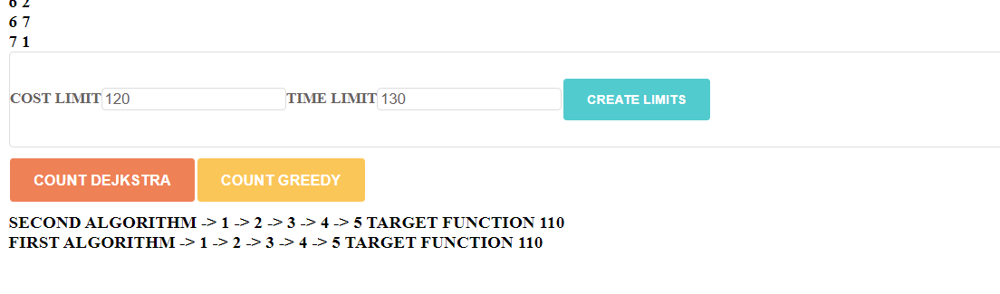 6 2
6 7
7 1
COST LIMIT 120 TIME LIMIT 130 CREATE LIMITS
COUNT DEJKSTRA COUNT GREEDY
SECOND ALGORITHM -> 1 -> 2 -> 3 -> 4 -> 5 TARGET FUNCTION 110
FIRST ALGORITHM -> 1 -> 2 -> 3 -> 4 -> 5 TARGET FUNCTION 110